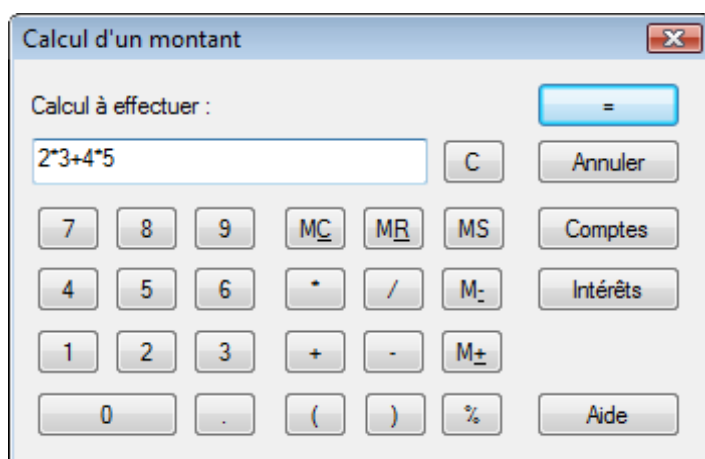 Calcul d'un montant
Calcul à effectuer :
=
2*3+4*5
C
Annuler
7 8 9 MC MR MS Comptes
4 5 6 * / M- Intérêts
1 2 3 + - M±
0 . ( ) % Aide